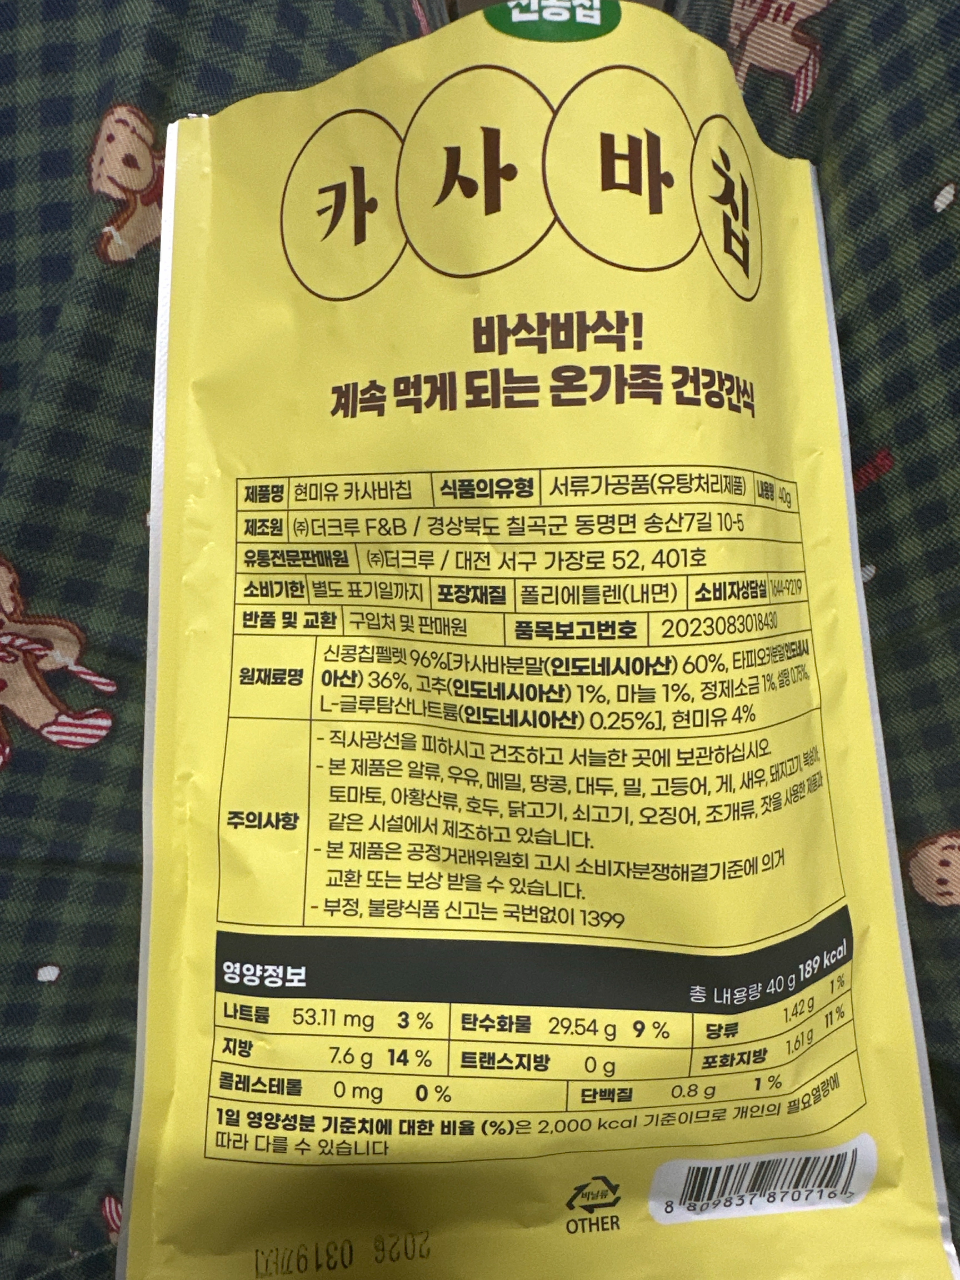 카사바칩
바삭바삭!
계속 먹게 되는 온가족 건강간식
제품명 현미유 카사바칩 식품의유형 서류가공품(유탕처리제품) 내용량 40g
제조원 ㈜더크루 F&B / 경상북도 칠곡군 동명면 송산7길 10-5
유통전문판매원 ㈜더크루 / 대전 서구 가장로 52, 401호
소비기한 별도 표기일까지 포장재질 폴리에틸렌(내면) 소비자상담실 1644-9219
반품 및 교환 구입처 및 판매원 품목보고번호 2023083018430
원재료명 신콩칩펠렛 96%[카사바분말(인도네시아산) 60%, 타피오카분말(인도네시
아산) 36%, 고추(인도네시아산) 1%, 마늘 1%, 정제소금 1%, 설탕 0.75%,
L-글루탐산나트륨(인도네시아산) 0.25%], 현미유 4%
주의사항 - 직사광선을 피하시고 건조하고 서늘한 곳에 보관하십시오.
- 본 제품은 알류, 우유, 메밀, 땅콩, 대두, 밀, 고등어, 게, 새우, 돼지고기, 복숭아,
토마토, 아황산류, 호두, 닭고기, 쇠고기, 오징어, 조개류, 잣을 사용한 제품과
같은 시설에서 제조하고 있습니다.
- 본 제품은 공정거래위원회 고시 소비자분쟁해결기준에 의거
교환 또는 보상 받을 수 있습니다.
- 부정, 불량식품 신고는 국번없이 1399
영양정보 총 내용량 40 g 189 kcal
나트륨 53.11 mg 3 % 탄수화물 29.54 g 9 % 당류 1.42 g 1 %
지방 7.6 g 14 % 트랜스지방 0 g 포화지방 1.61 g 11 %
콜레스테롤 0 mg 0 % 단백질 0.8 g 1 %
1일 영양성분 기준치에 대한 비율 (%)은 2,000 kcal 기준이므로 개인의 필요열량에
따라 다를 수 있습니다
비닐류
OTHER
8 809837 870716
2026 0319까지